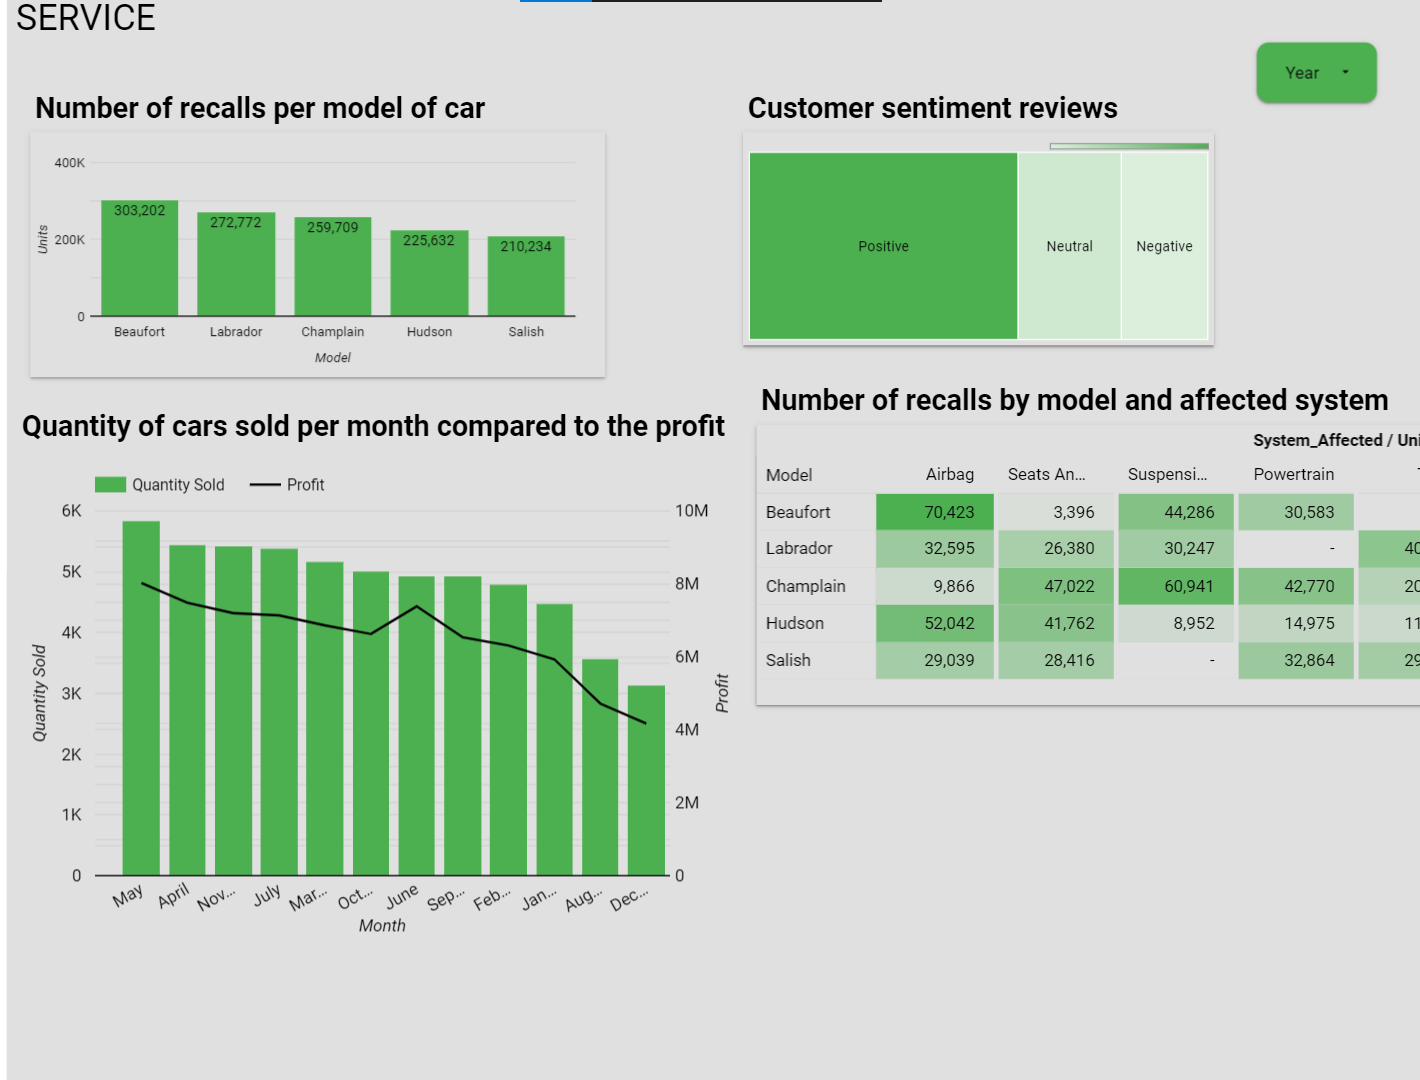 SERVICE
Year
Number of recalls per model of car
400K
200K
0
Units
303,202
272,772
259,709
225,632
210,234
Beaufort Labrador Champlain Hudson Salish
Model
Customer sentiment reviews
Positive Neutral Negative
Quantity of cars sold per month compared to the profit
Quantity Sold Profit
6K 10M
5K 8M
4K
6M
3K
4M
2K
2M
1K
0 0
Quantity Sold
Profit
May April Nov... July Mar... Oct... June Sep... Feb... Jan... Aug... Dec...
Month
Number of recalls by model and affected system
System_Affected / Uni
Model Airbag Seats An... Suspensi... Powertrain
Beaufort 70,423 3,396 44,286 30,583
Labrador 32,595 26,380 30,247 - 40
Champlain 9,866 47,022 60,941 42,770 20
Hudson 52,042 41,762 8,952 14,975 11
Salish 29,039 28,416 - 32,864 29